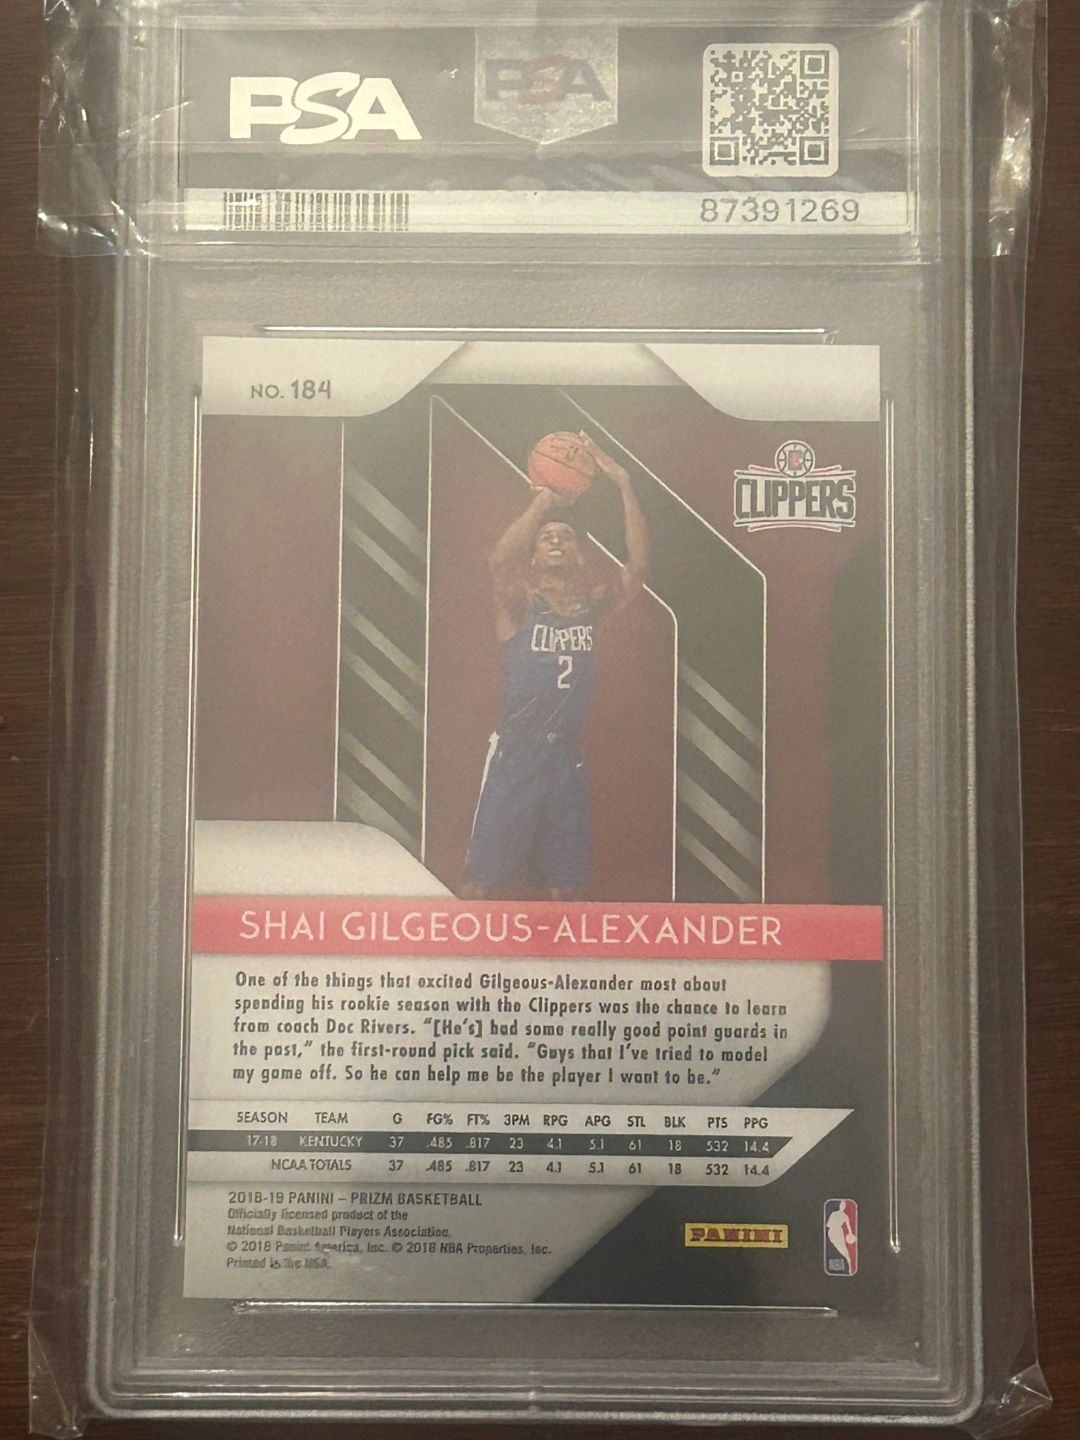 PSA PSA
87391269
NO. 184
CLIPPERS
CLIPPERS
2
SHAI GILGEOUS-ALEXANDER
One of the things that excited Gilgeous-Alexander most about
spending his rookie season with the Clippers was the chance to learn
from coach Doc Rivers. "[He's] had some really good point guards in
the past," the first-round pick said. "Guys that I've tried to model
my game off. So he can help me be the player I want to be."
SEASON TEAM G FG% FT% 3PM RPG APG STL BLK PTS PPG
17-18 KENTUCKY 37 .485 .817 23 4.1 5.1 61 18 532 14.4
NCAA TOTALS 37 .485 .817 23 4.1 5.1 61 18 532 14.4
2018-19 PANINI – PRIZM BASKETBALL
Officially licensed product of the
National Basketball Players Association.
© 2018 Panini America, Inc. © 2018 NBA Properties, Inc.
Printed in the USA.
PANINI
NBA